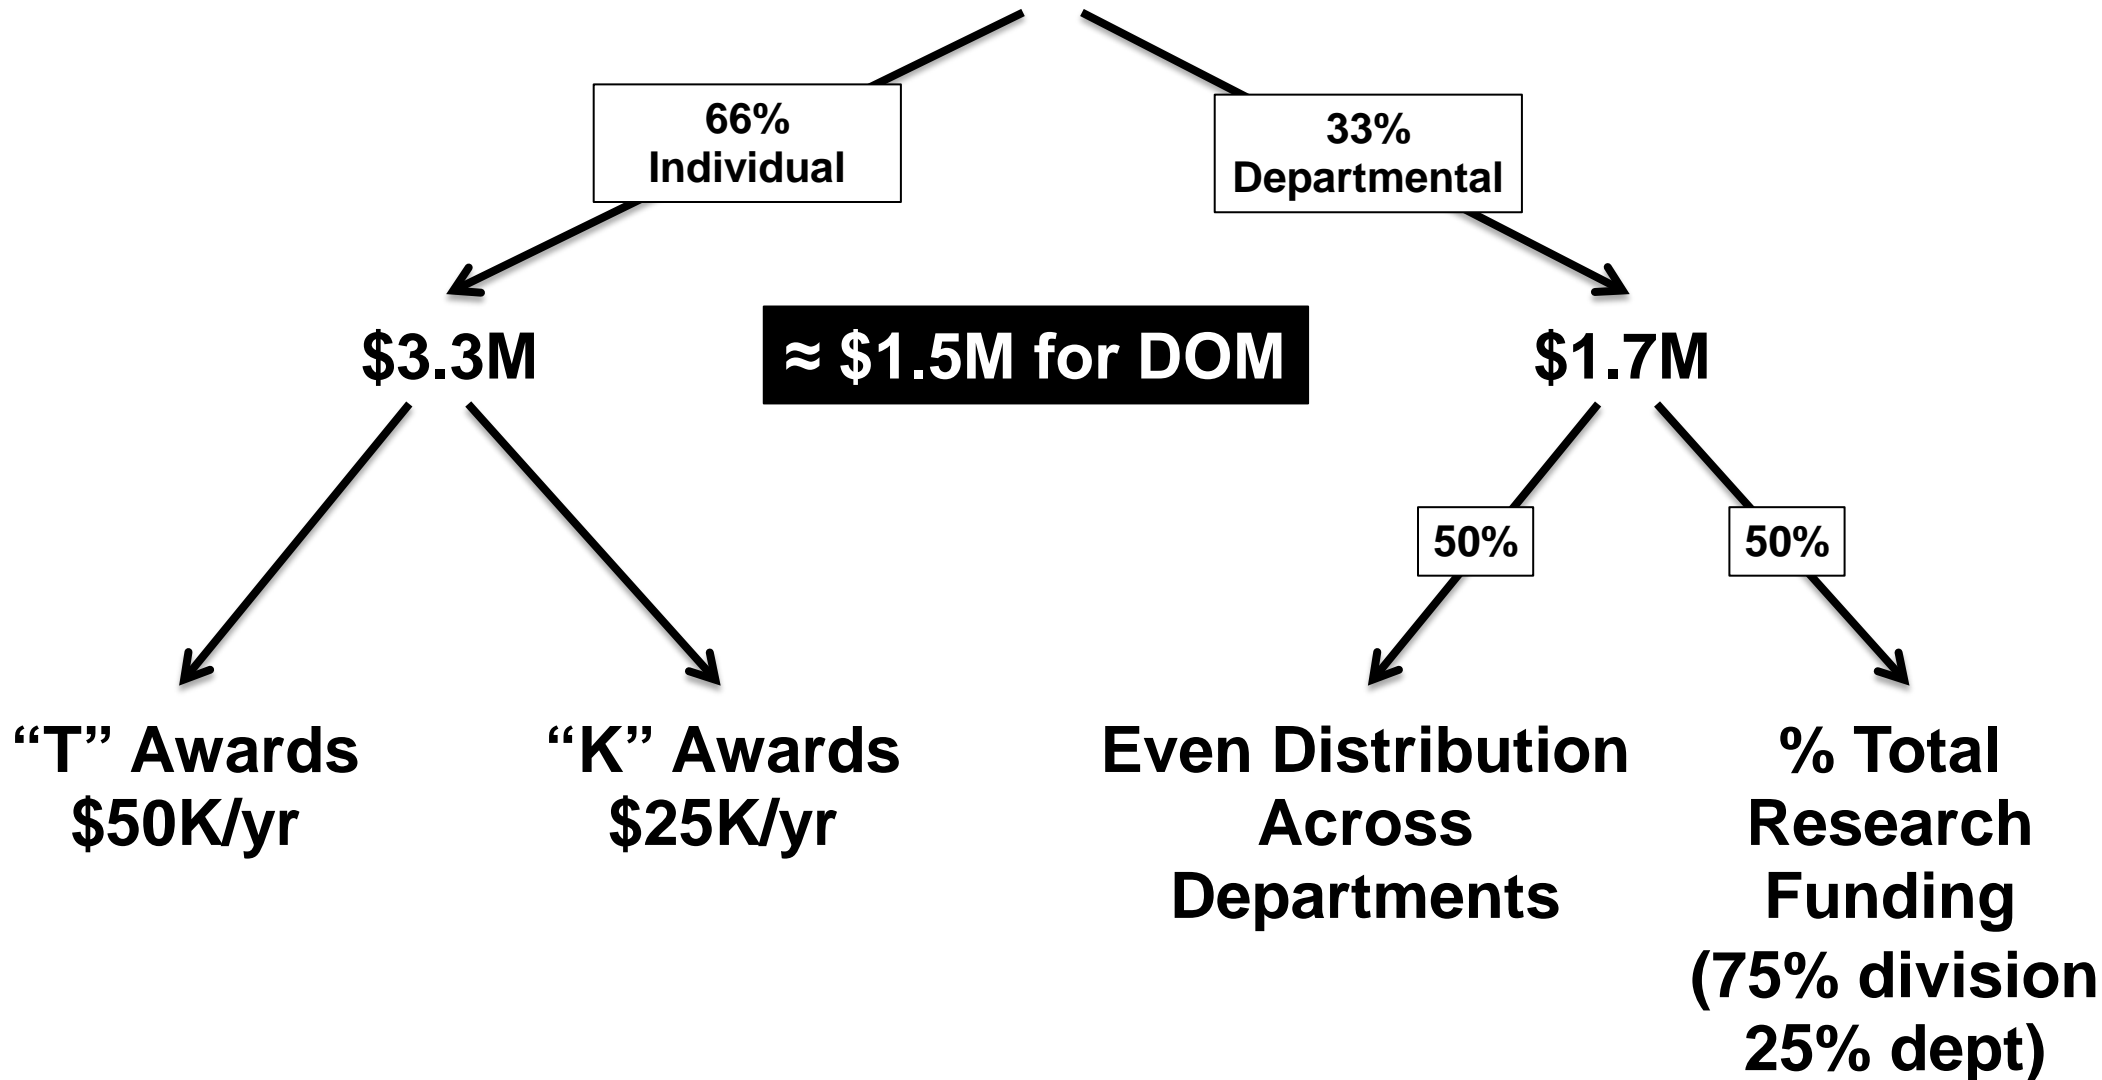 66%
Individual
33%
Departmental
$3.3M
≈ $1.5M for DOM
$1.7M
50%
50%
“T” Awards
$50K/yr
“K” Awards
$25K/yr
Even Distribution
Across
Departments
% Total
Research
Funding
(75% division
25% dept)